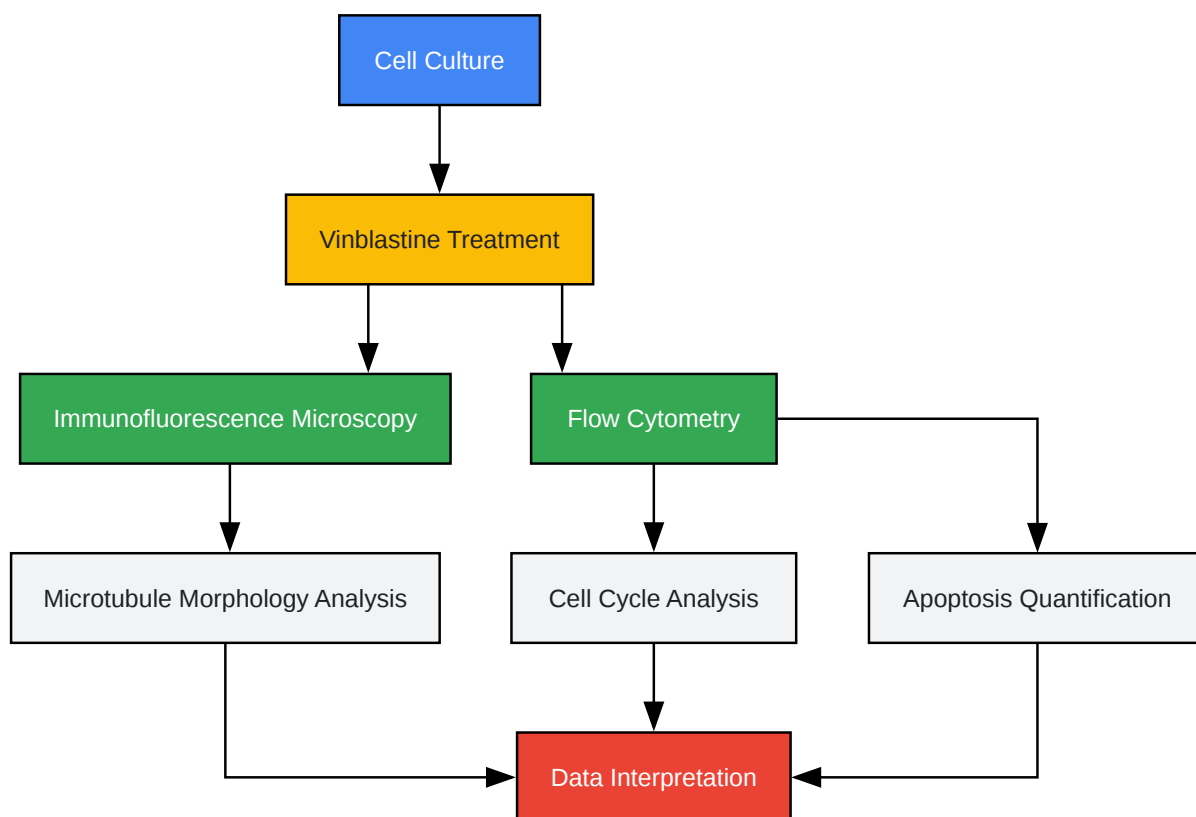 Cell Culture
Vinblastine Treatment
Immunofluorescence Microscopy
Flow Cytometry
Microtubule Morphology Analysis
Cell Cycle Analysis
Apoptosis Quantification
Data Interpretation